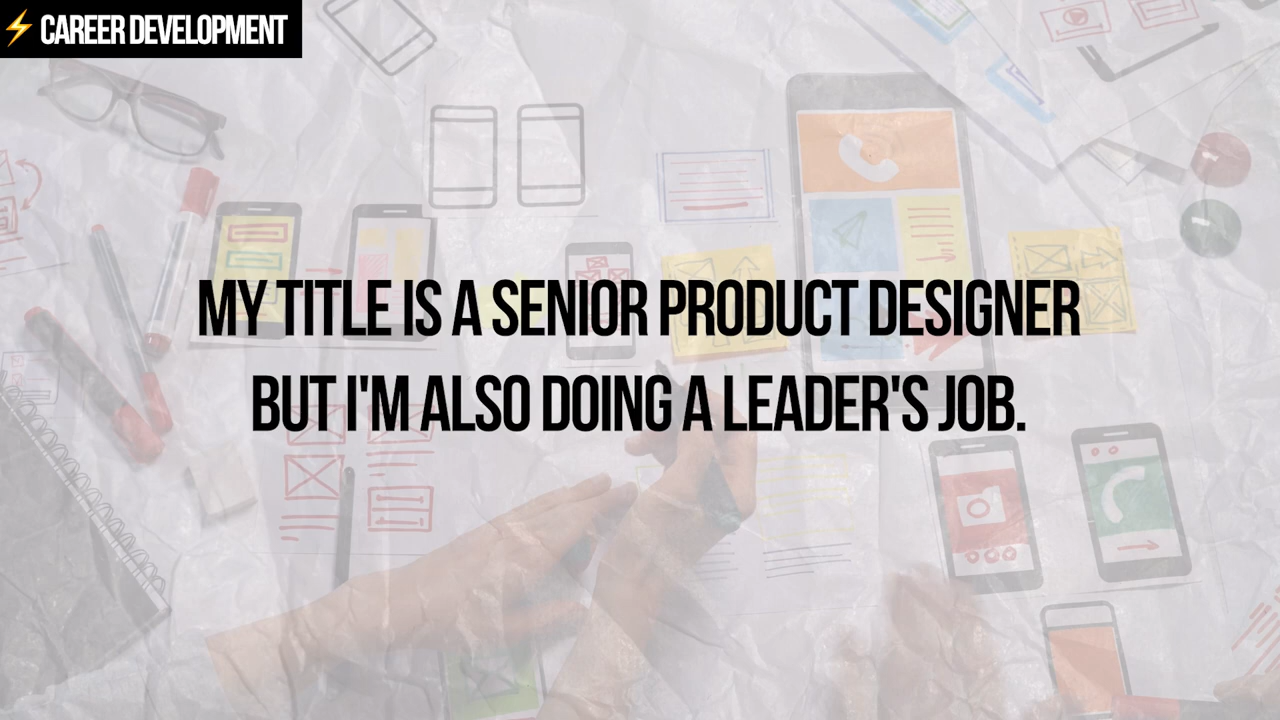 ⚡ CAREER DEVELOPMENT
MY TITLE IS A SENIOR PRODUCT DESIGNER
BUT I'M ALSO DOING A LEADER'S JOB.